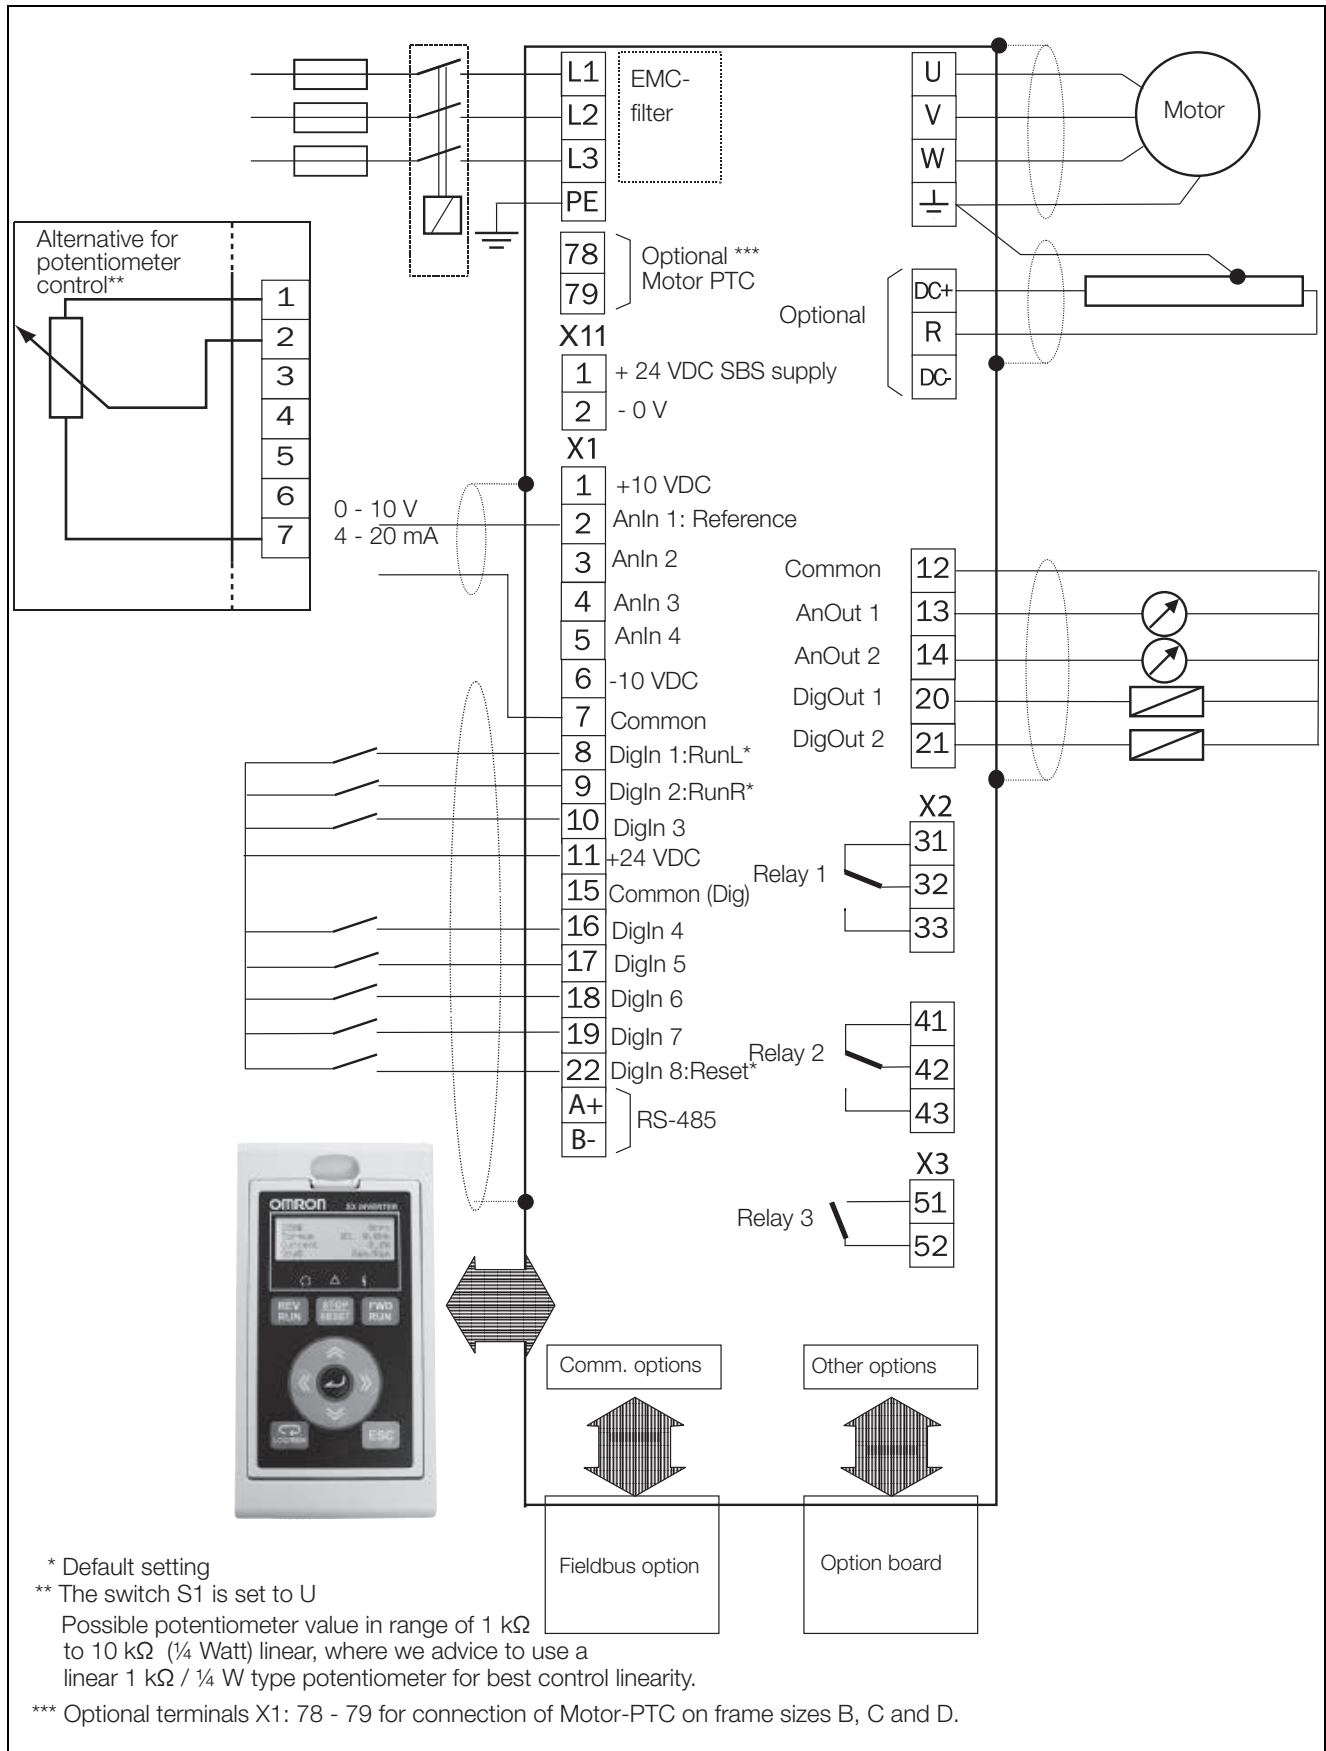 L1
L2
L3
PE
EMC-
filter
U
V
W
Motor
78
79
Optional ***
Motor PTC
X11
1 + 24 VDC SBS supply
2 - 0 V
Optional
DC+
R
DC-
Alternative for
potentiometer
control**
1
2
3
4
5
6
7
0 - 10 V
4 - 20 mA
X1
1 +10 VDC
2 AnIn 1: Reference
3 AnIn 2
4 AnIn 3
5 AnIn 4
6 -10 VDC
7 Common
8 DigIn 1:RunL*
9 DigIn 2:RunR*
10 DigIn 3
11 +24 VDC
15 Common (Dig)
16 DigIn 4
17 DigIn 5
18 DigIn 6
19 DigIn 7
22 DigIn 8:Reset*
A+
B-
RS-485
Common 12
AnOut 1 13
AnOut 2 14
DigOut 1 20
DigOut 2 21
X2
Relay 1
31
32
33
Relay 2
41
42
43
X3
Relay 3
51
52
OMRON SX INVERTER
REV
RUN
STOP
RESET
FWD
RUN
ESC
Comm. options
Other options
Fieldbus option
Option board
* Default setting
** The switch S1 is set to U
Possible potentiometer value in range of 1 kΩ
to 10 kΩ (¼ Watt) linear, where we advice to use a
linear 1 kΩ / ¼ W type potentiometer for best control linearity.
*** Optional terminals X1: 78 - 79 for connection of Motor-PTC on frame sizes B, C and D.